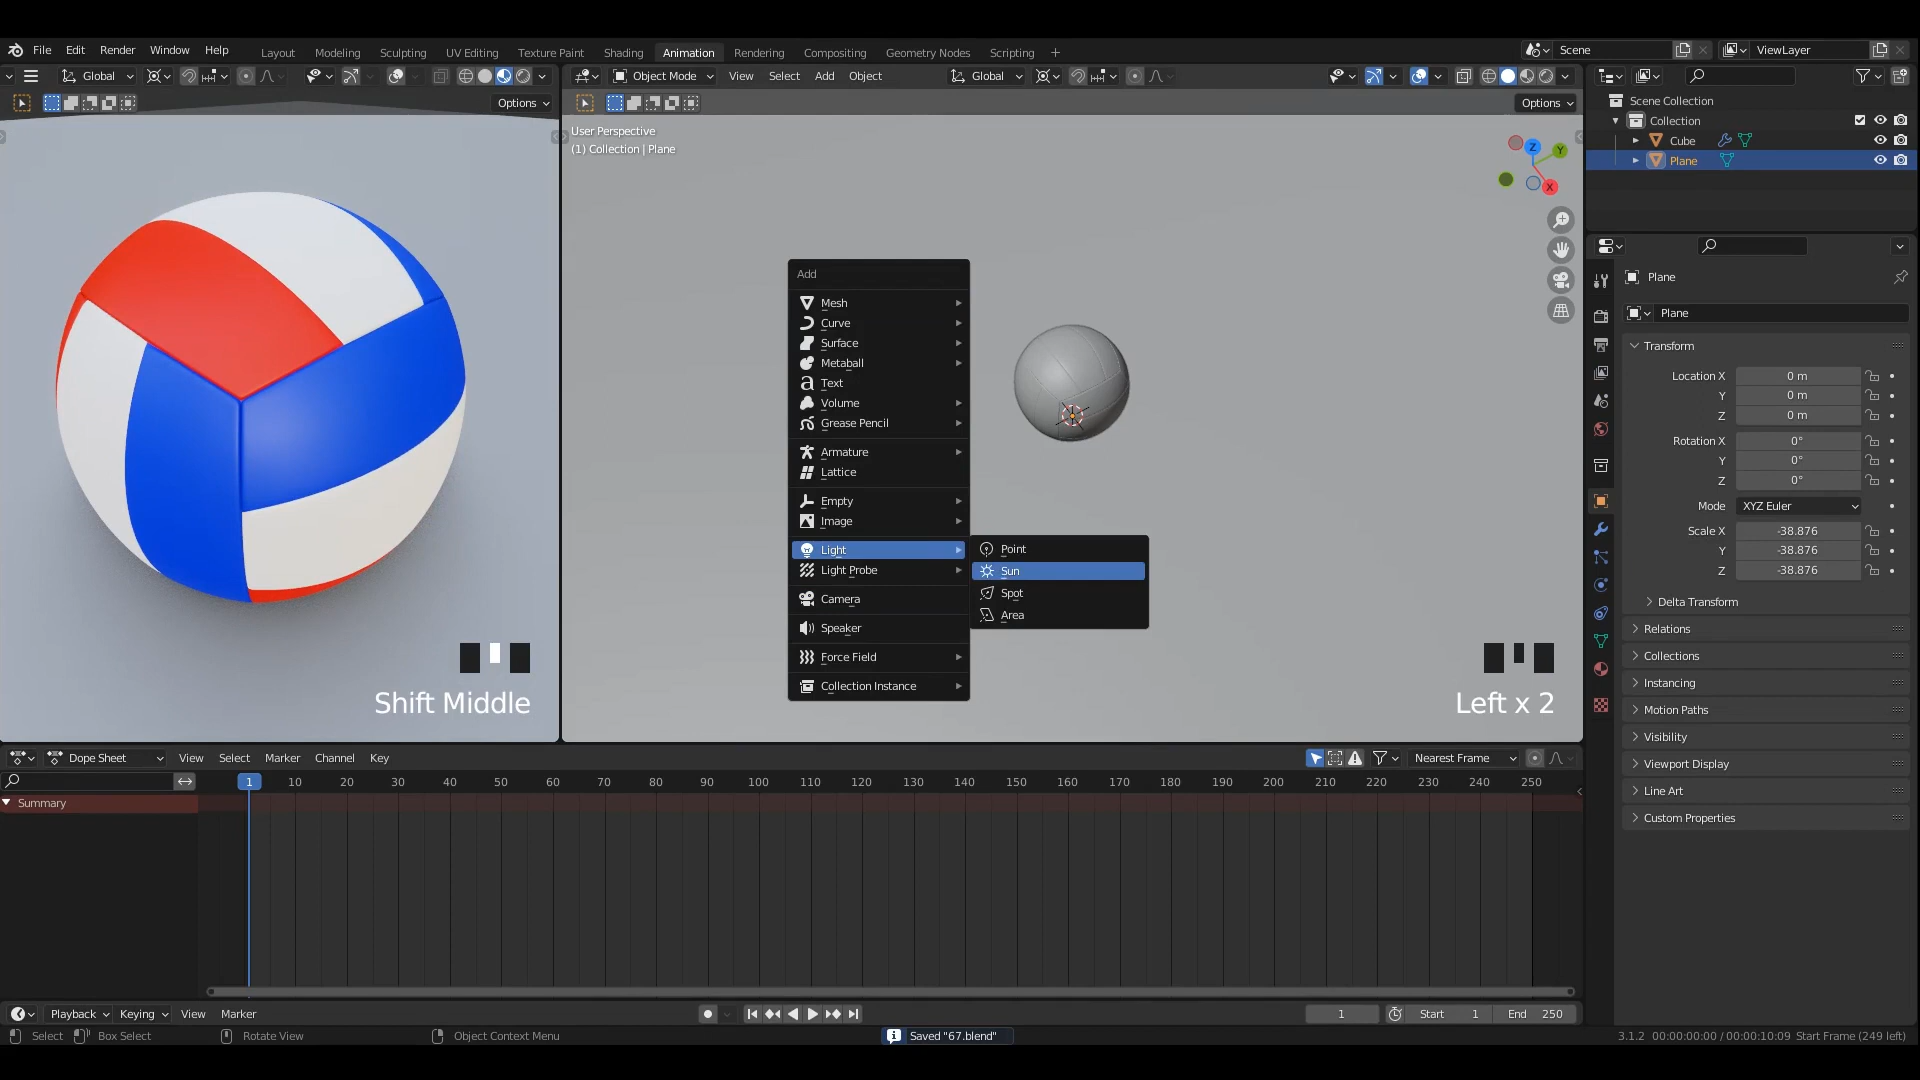 File Edit Render Window Help
Layout Modeling Sculpting UV Editing Texture Paint Shading Animation Rendering Compositing Geometry Nodes Scripting +
Scene
ViewLayer
Global
Options
Object Mode View Select Add Object
Global
Options
User Perspective
(1) Collection | Plane
Z
Y
X
Add
Mesh
Curve
Surface
Metaball
a Text
Volume
Grease Pencil
Armature
Lattice
Empty
Image
Light
Light Probe
Camera
Speaker
Force Field
Collection Instance
Point
Sun
Spot
Area
Shift Middle
Left x 2
Scene Collection
Collection
Cube
Plane
Plane
Plane
Transform
Location X 0 m
Y 0 m
Z 0 m
Rotation X 0°
Y 0°
Z 0°
Mode XYZ Euler
Scale X -38.876
Y -38.876
Z -38.876
Delta Transform
Relations
Collections
Instancing
Motion Paths
Visibility
Viewport Display
Line Art
Custom Properties
Dope Sheet View Select Marker Channel Key
Nearest Frame
1 10 20 30 40 50 60 70 80 90 100 110 120 130 140 150 160 170 180 190 200 210 220 230 240 250
Summary
Playback Keying View Marker
1 Start 1 End 250
Select Box Select Rotate View Object Context Menu
Saved "67.blend"
3.1.2 00:00:00:00 / 00:00:10:09 Start Frame (249 left)